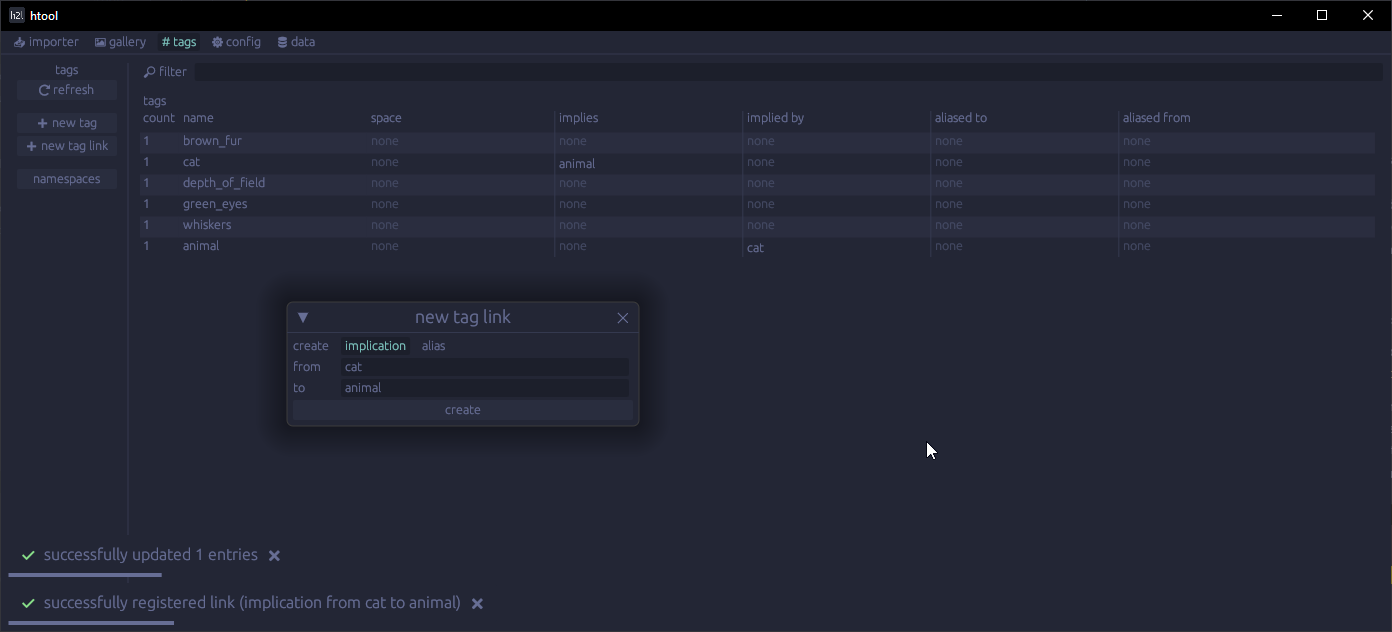 h2l htool
importer gallery # tags config data
tags
refresh
+ new tag
+ new tag link
namespaces
filter
tags
count name space implies implied by aliased to aliased from
1 brown_fur none none none none none
1 cat none animal none none none
1 depth_of_field none none none none none
1 green_eyes none none none none none
1 whiskers none none none none none
1 animal none none cat none none
new tag link
create implication alias
from cat
to animal
create
successfully updated 1 entries
successfully registered link (implication from cat to animal)